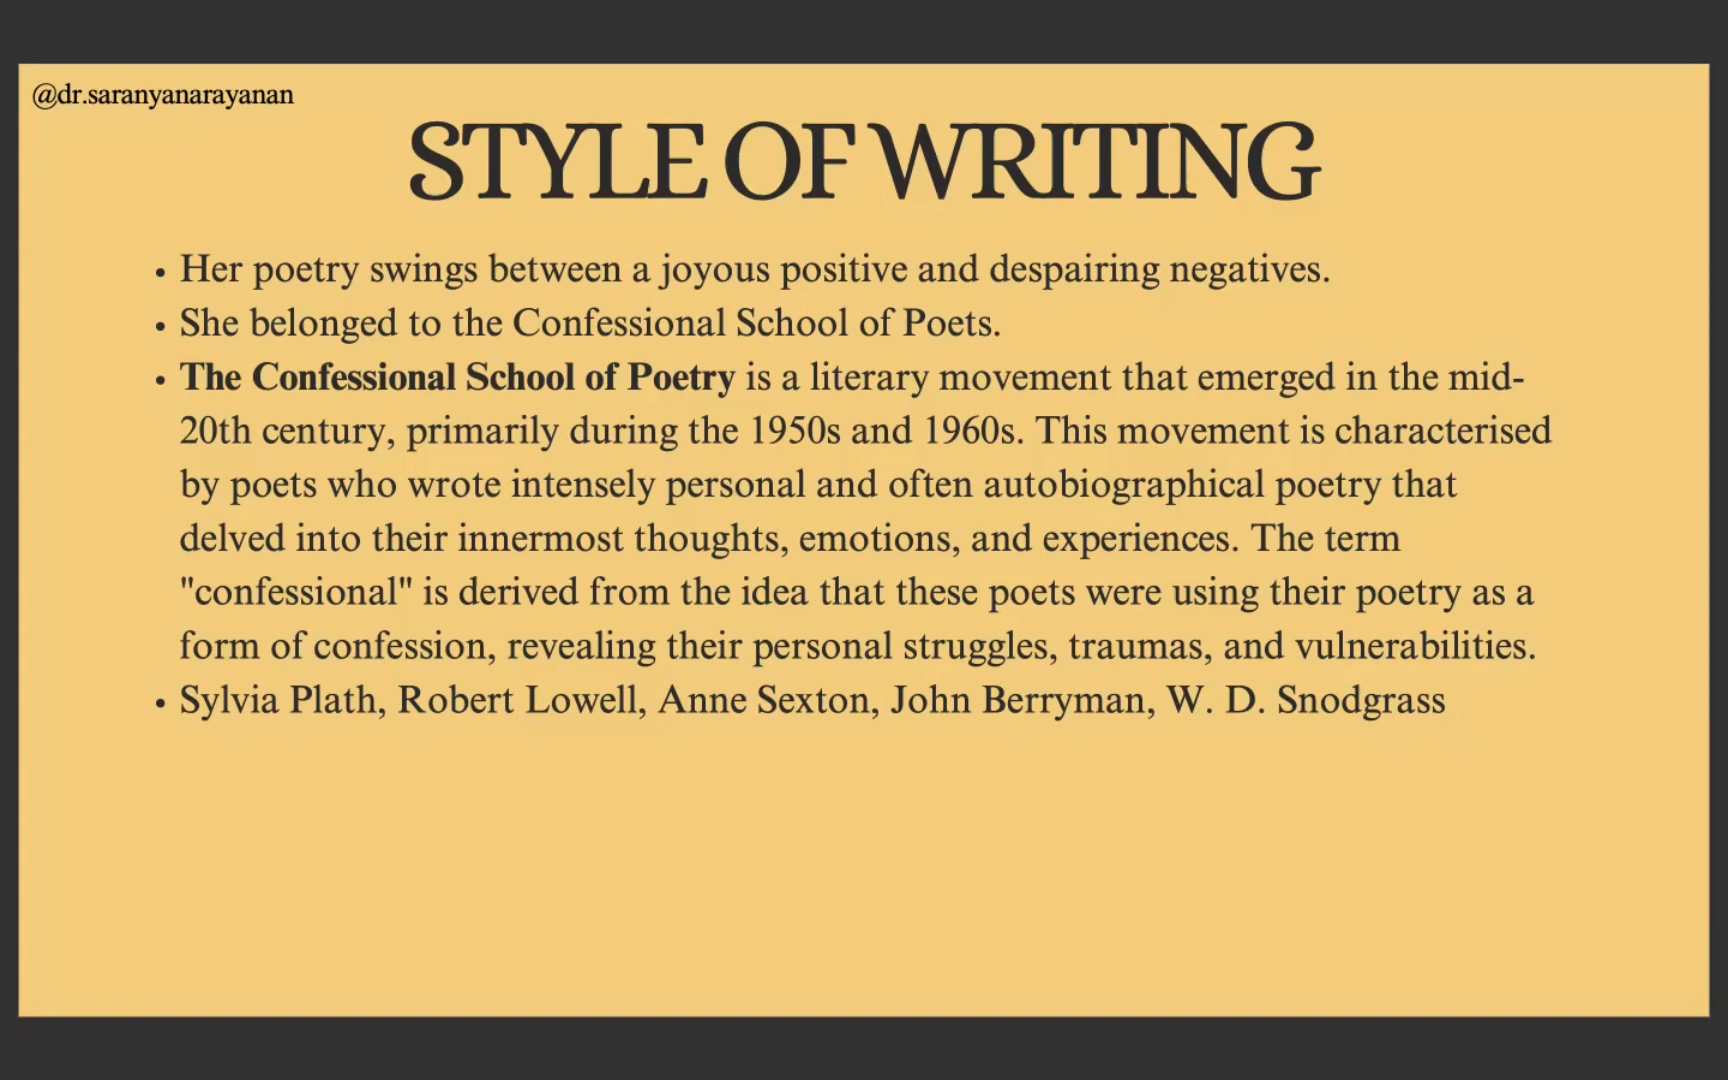 @dr.saranyanarayanan
STYLE OF WRITING
• Her poetry swings between a joyous positive and despairing negatives.
• She belonged to the Confessional School of Poets.
• The Confessional School of Poetry is a literary movement that emerged in the mid-
20th century, primarily during the 1950s and 1960s. This movement is characterised
by poets who wrote intensely personal and often autobiographical poetry that
delved into their innermost thoughts, emotions, and experiences. The term
"confessional" is derived from the idea that these poets were using their poetry as a
form of confession, revealing their personal struggles, traumas, and vulnerabilities.
• Sylvia Plath, Robert Lowell, Anne Sexton, John Berryman, W. D. Snodgrass